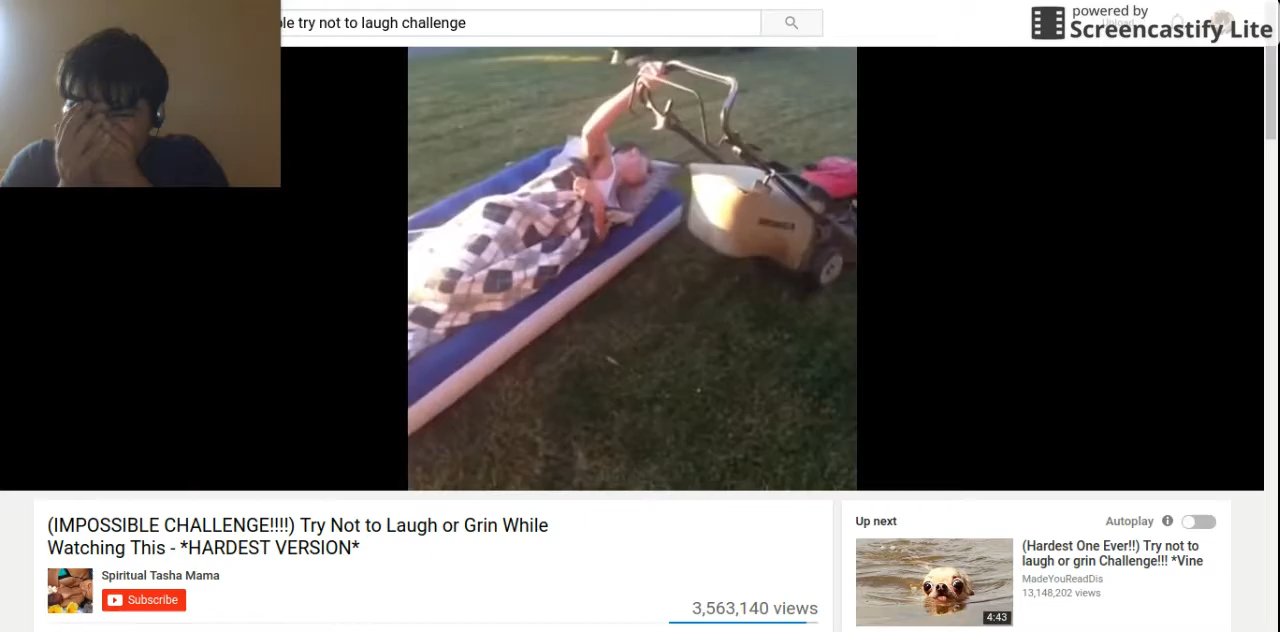 ble try not to laugh challenge
powered by
Screencastify Lite
(IMPOSSIBLE CHALLENGE!!!!) Try Not to Laugh or Grin While
Watching This - *HARDEST VERSION*
Spiritual Tasha Mama
Subscribe
3,563,140 views
Up next
Autoplay
(Hardest One Ever!!) Try not to
laugh or grin Challenge!!! *Vine
MadeYouReadDis
13,148,202 views
4:43